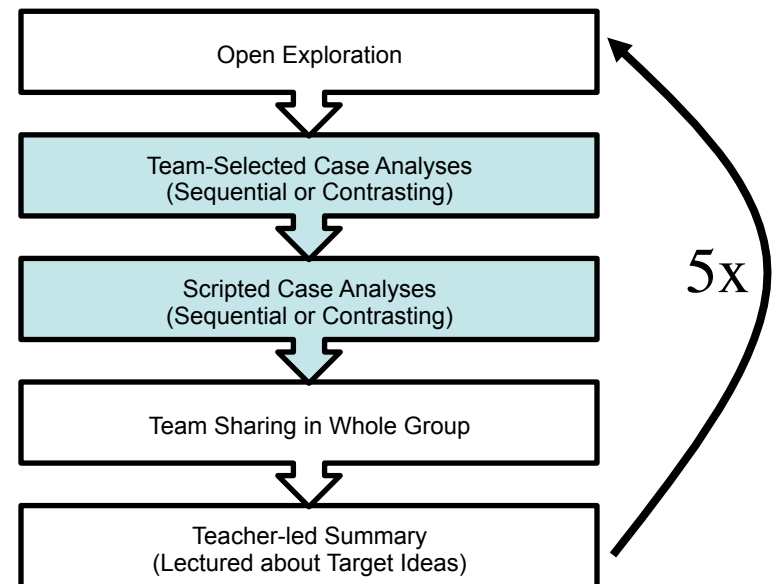 Open Exploration
Team-Selected Case Analyses
(Sequential or Contrasting)
Scripted Case Analyses
(Sequential or Contrasting)
5x
Team Sharing in Whole Group
Teacher-led Summary
(Lectured about Target Ideas)